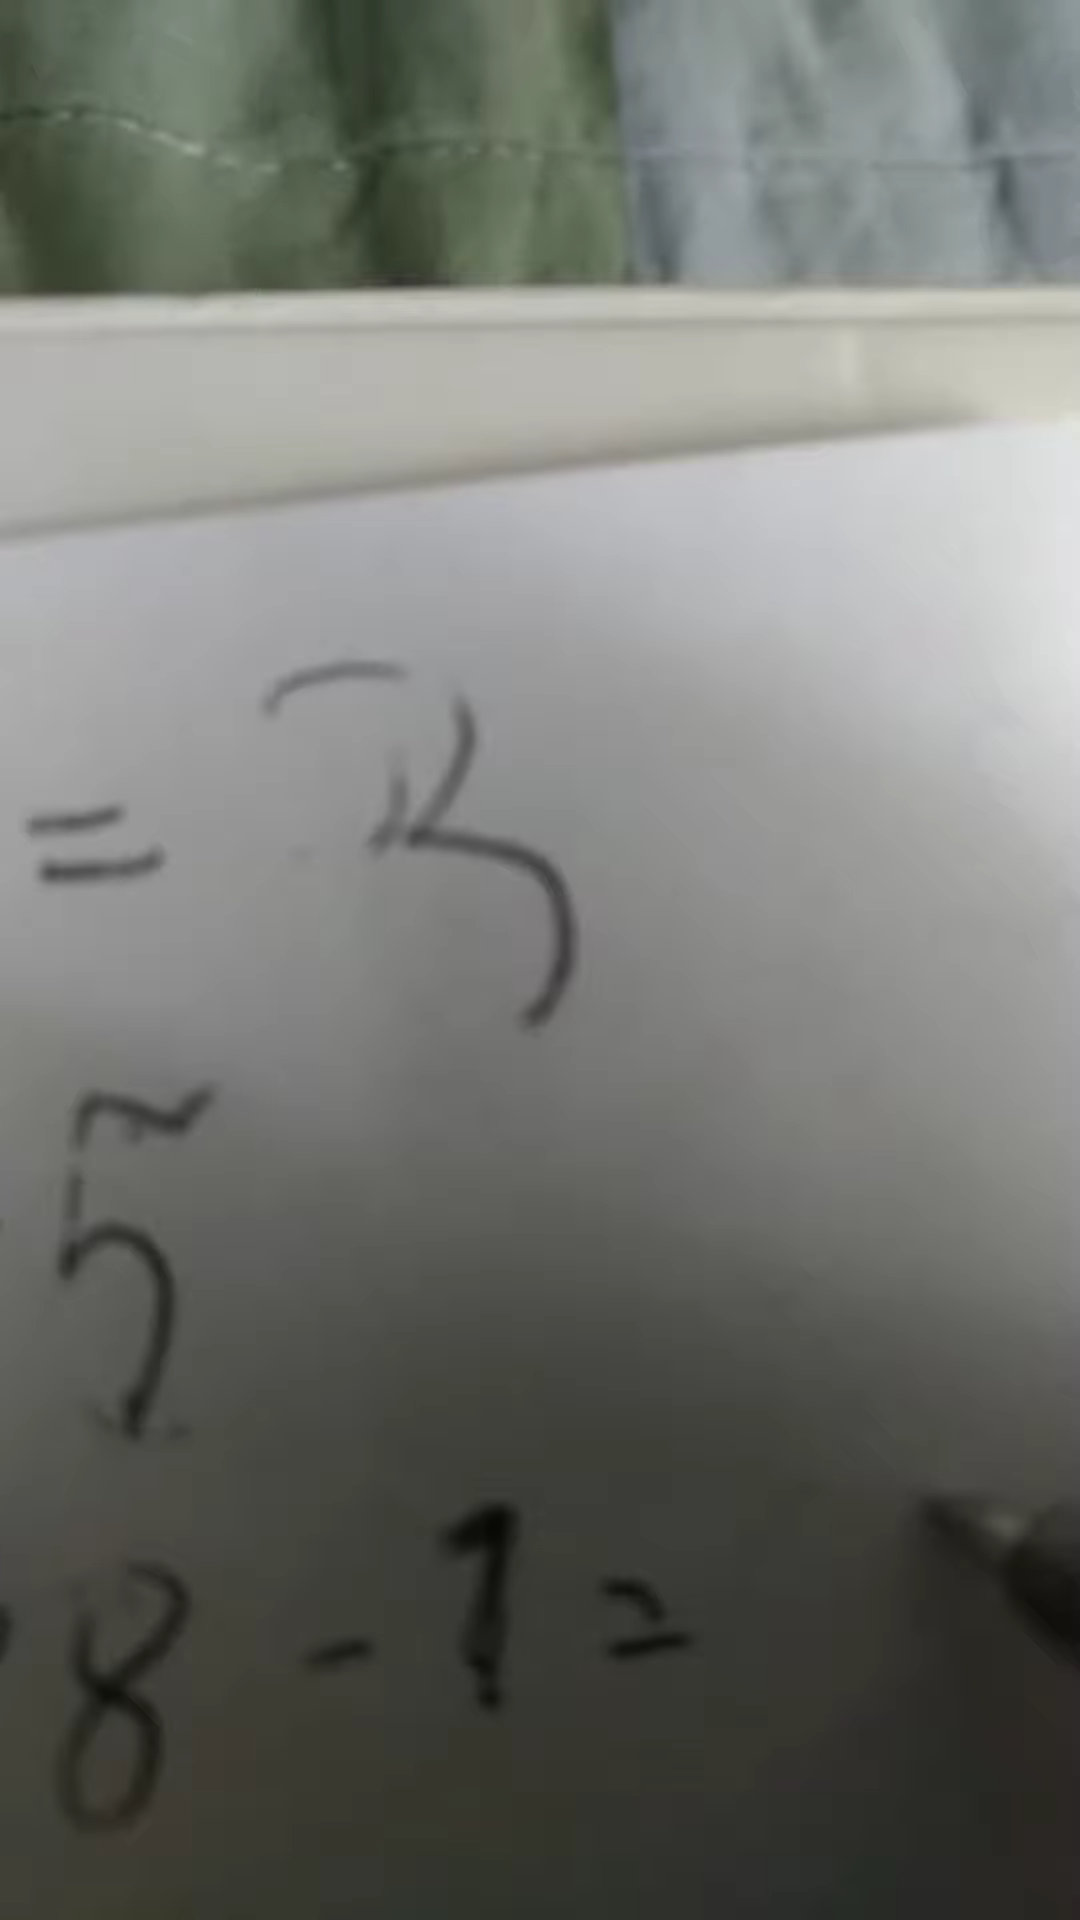 = 3
5
8 - 1 =